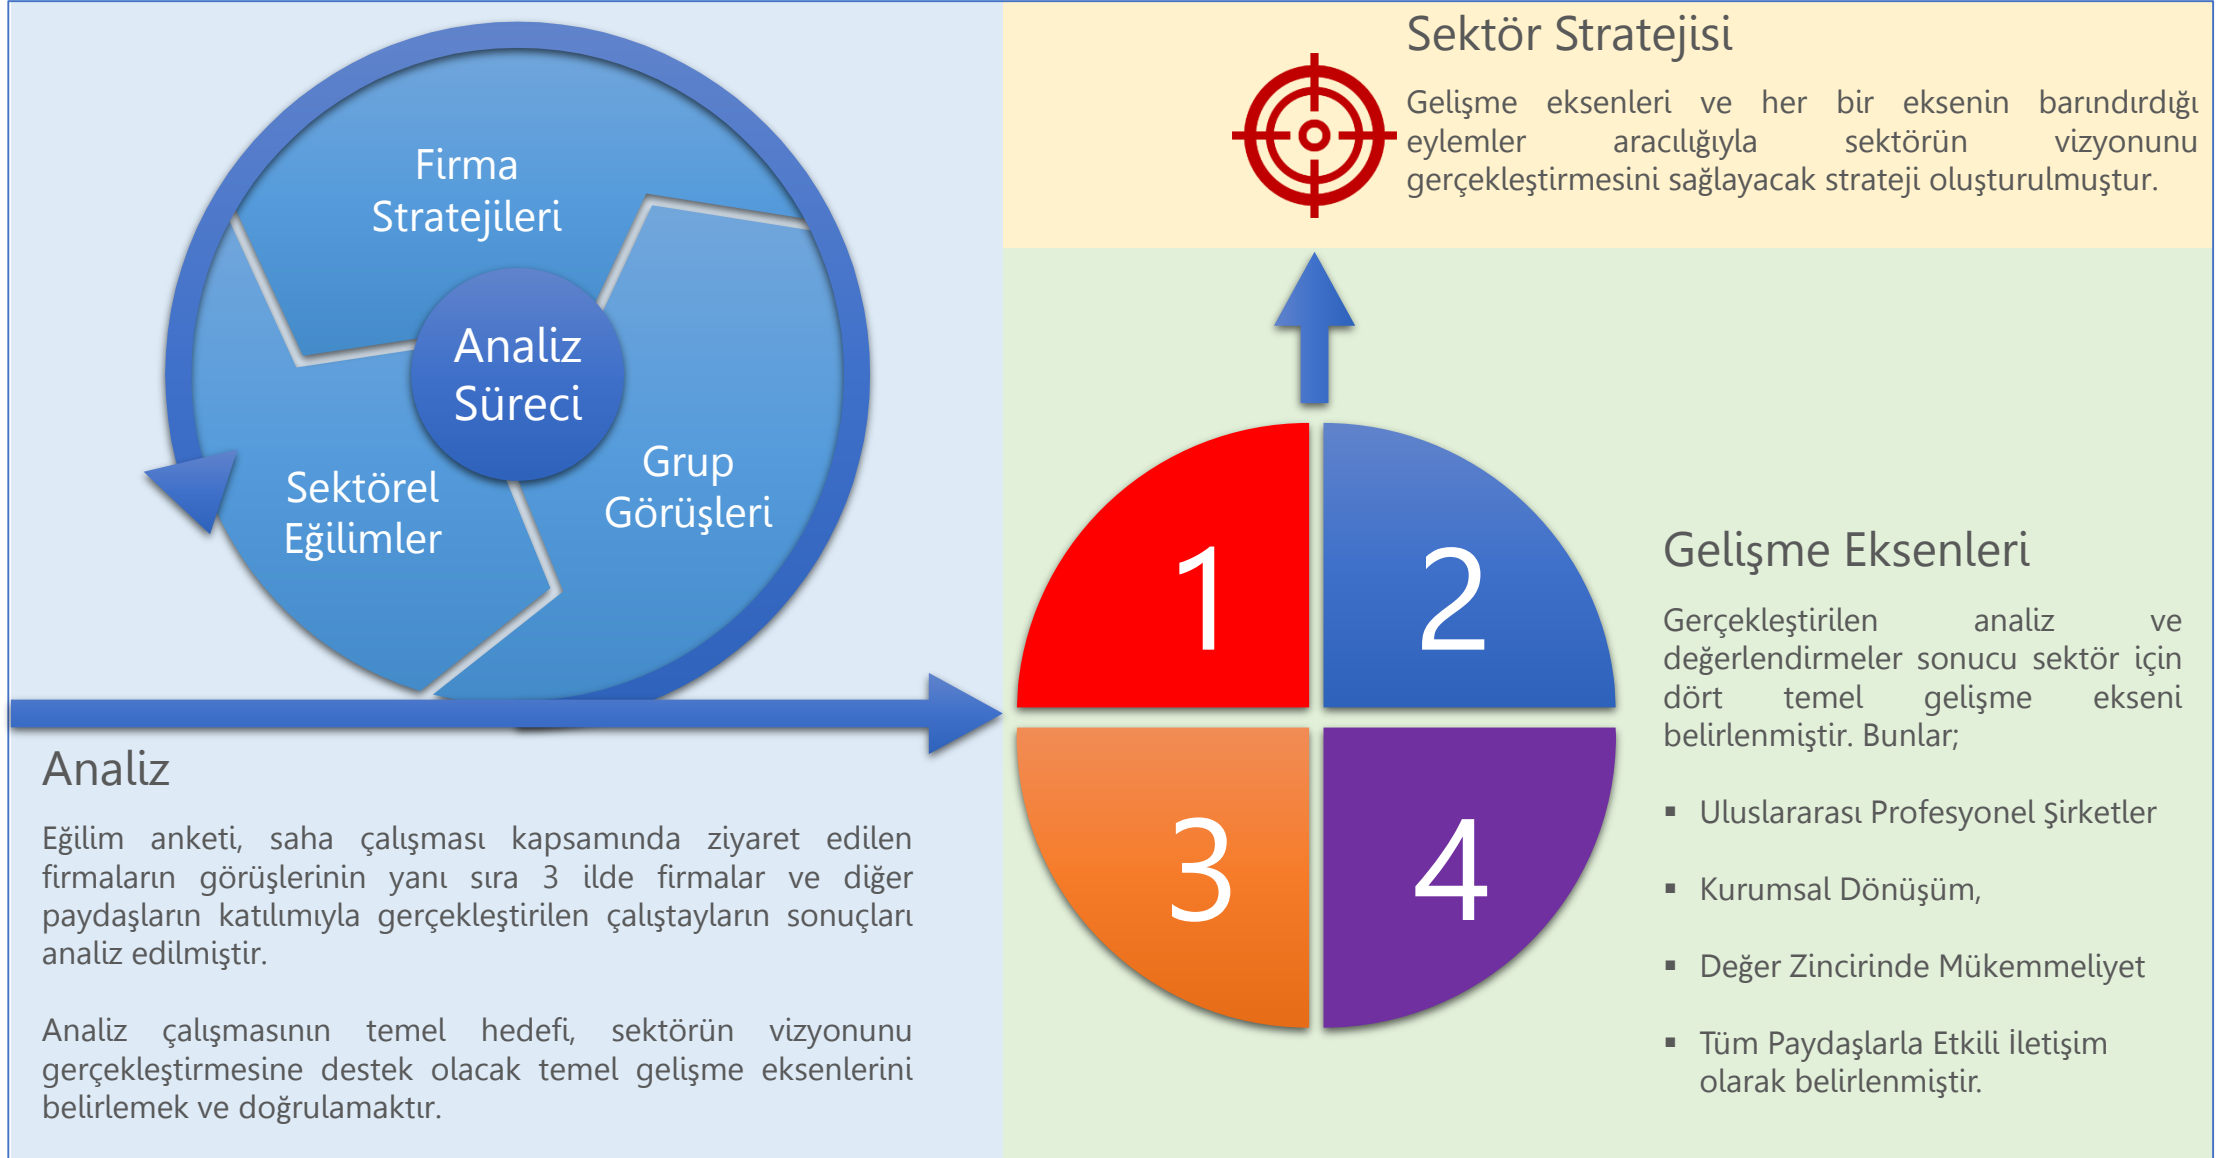 Firma
Stratejileri
Analiz
Süreci
Sektörel
Eğilimler
Grup
Görüşleri
Analiz
Eğilim anketi, saha çalışması kapsamında ziyaret edilen
firmaların görüşlerinin yanı sıra 3 ilde firmalar ve diğer
paydaşların katılımıyla gerçekleştirilen çalıştayların sonuçları
analiz edilmiştir.
Analiz çalışmasının temel hedefi, sektörün vizyonunu
gerçekleştirmesine destek olacak temel gelişme eksenlerini
belirlemek ve doğrulamaktır.
Sektör Stratejisi
Gelişme eksenleri ve her bir eksenin barındırdığı
eylemler aracılığıyla sektörün vizyonunu
gerçekleştirmesini sağlayacak strateji oluşturulmuştur.
1
2
3
4
Gelişme Eksenleri
Gerçekleştirilen analiz ve
değerlendirmeler sonucu sektör için
dört temel gelişme ekseni
belirlenmiştir. Bunlar;
▪ Uluslararası Profesyonel Şirketler
▪ Kurumsal Dönüşüm,
▪ Değer Zincirinde Mükemmeliyet
▪ Tüm Paydaşlarla Etkili İletişim
olarak belirlenmiştir.